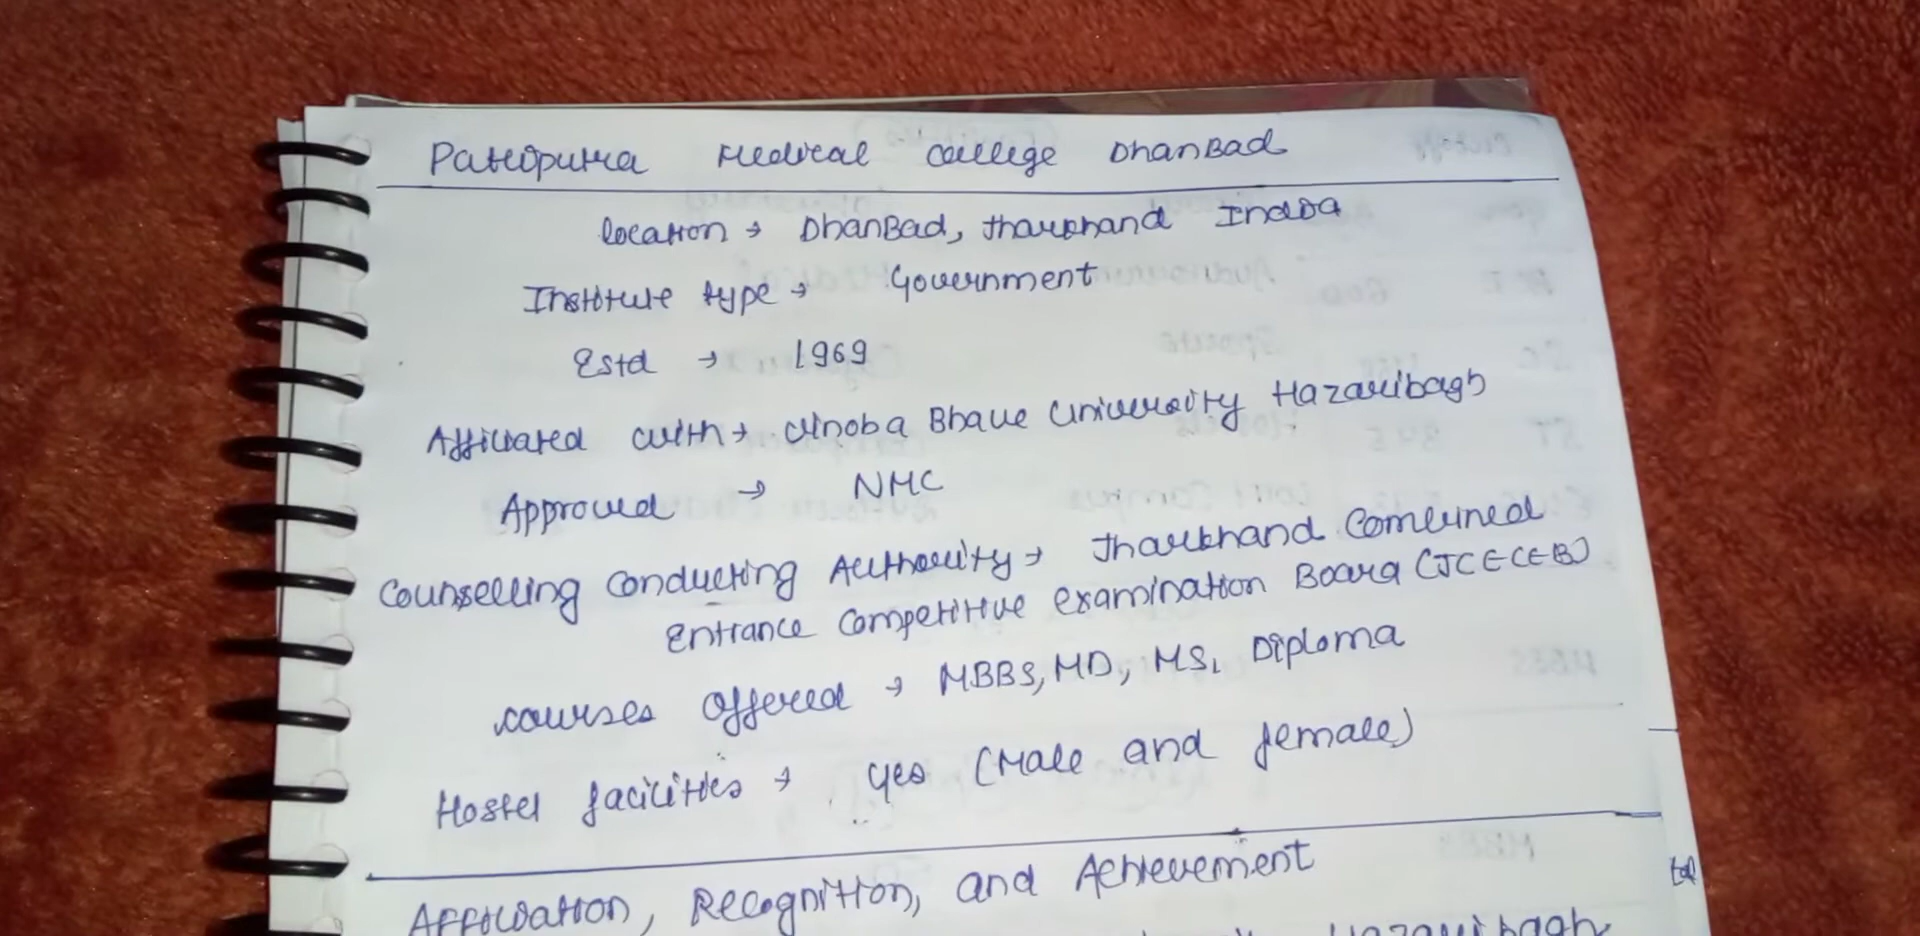 Pataliputra Medical College DhanBad
location → DhanBad, Jharkhand India
Institute type → Government
Estd → 1969
Affiliated with → Vinoba Bhave University Hazaribagh
Approved → NMC
Counselling Conducting Authority → Jharkhand Combined
Entrance Competitive Examination Board (JCECEB)
courses offered → MBBS, MD, MS, Diploma
Hostel facilities → yes (Male and female)
Affiliation, Recognition, and Achievement
Hazaribagh